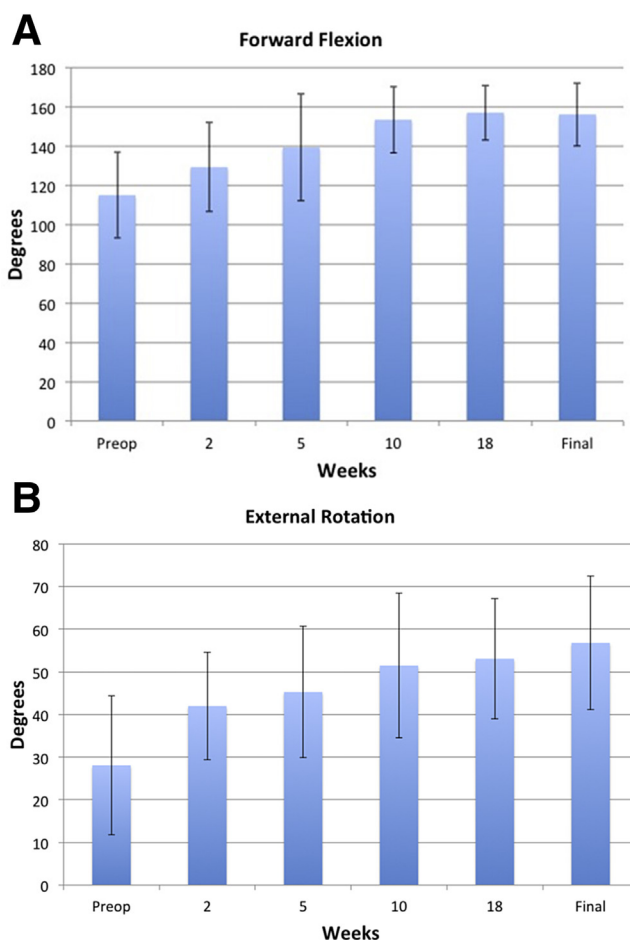 A
Forward Flexion
180
160
140
120
100
80
60
40
20
0
Degrees
Preop 2 5 10 18 Final
Weeks
B
External Rotation
80
70
60
50
40
30
20
10
0
Degrees
Preop 2 5 10 18 Final
Weeks